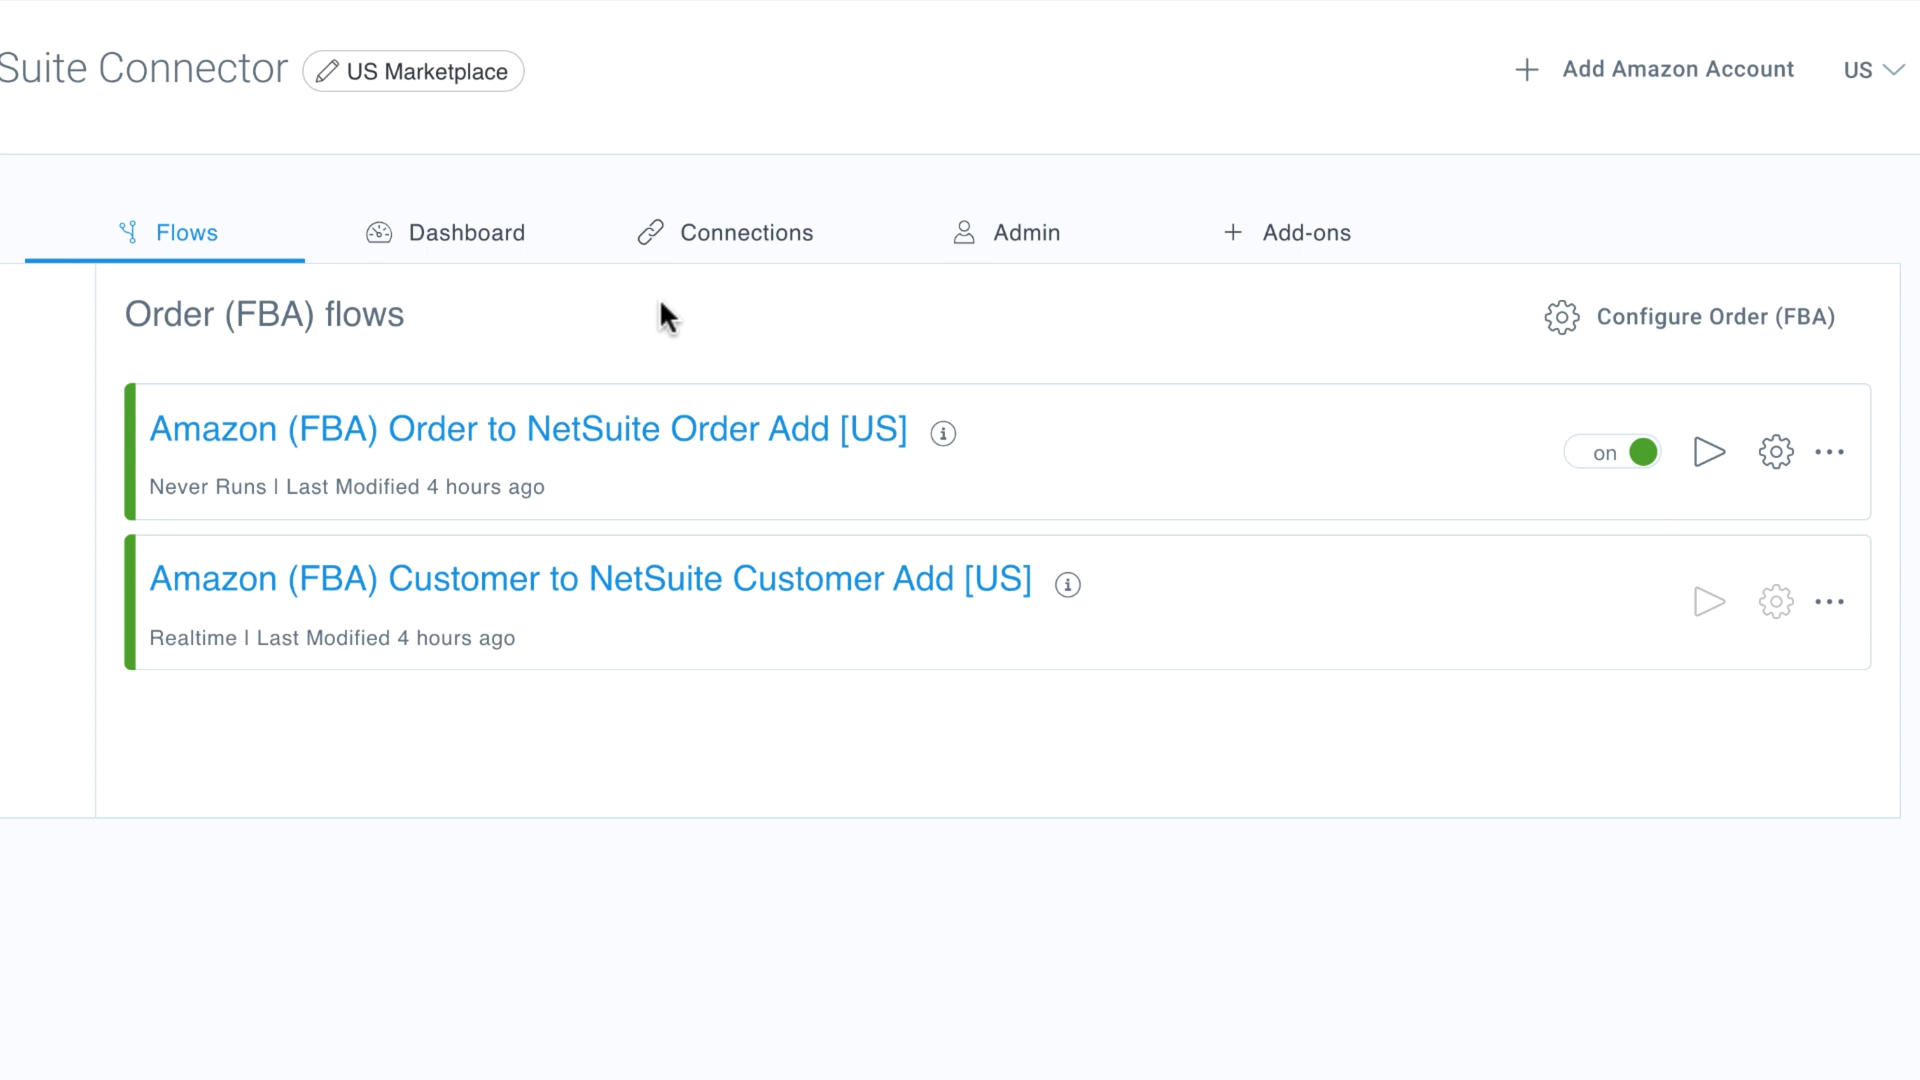 Suite Connector
US Marketplace
Add Amazon Account
US
Flows
Dashboard
Connections
Admin
Add-ons
Order (FBA) flows
Configure Order (FBA)
Amazon (FBA) Order to NetSuite Order Add [US]
on
Never Runs | Last Modified 4 hours ago
Amazon (FBA) Customer to NetSuite Customer Add [US]
Realtime | Last Modified 4 hours ago